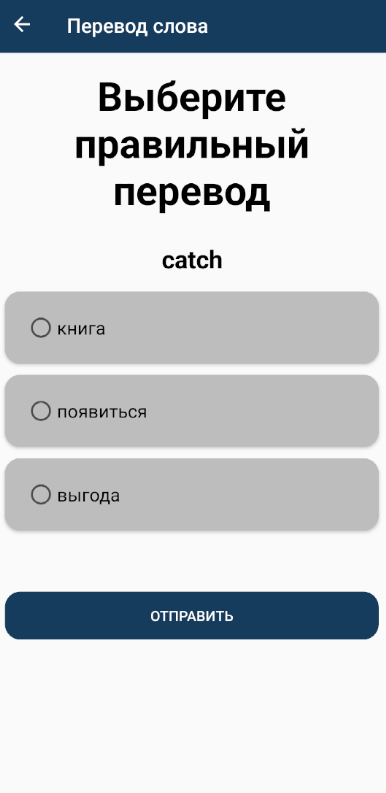 Перевод слова
Выберите
правильный
перевод
catch
книга
появиться
выгода
ОТПРАВИТЬ